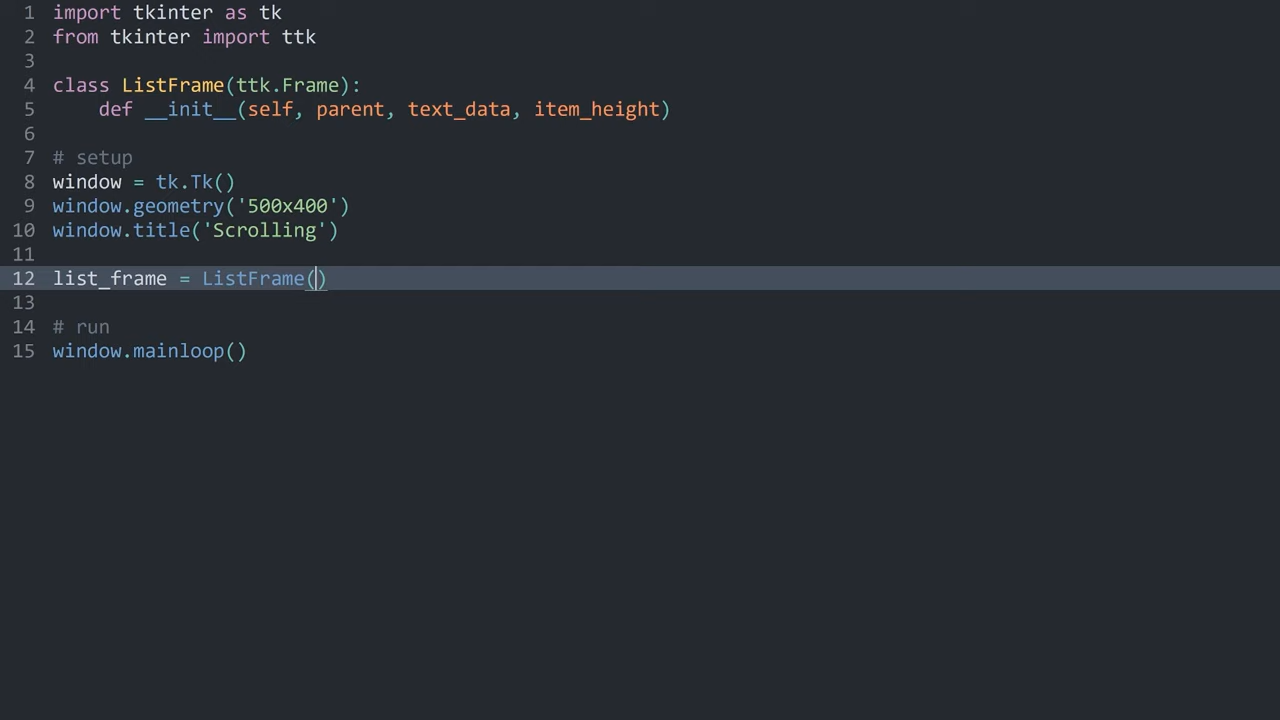 1 import tkinter as tk
2 from tkinter import ttk
3
4 class ListFrame(ttk.Frame):
5     def __init__(self, parent, text_data, item_height)
6
7 # setup
8 window = tk.Tk()
9 window.geometry('500x400')
10 window.title('Scrolling')
11
12 list_frame = ListFrame()
13
14 # run
15 window.mainloop()